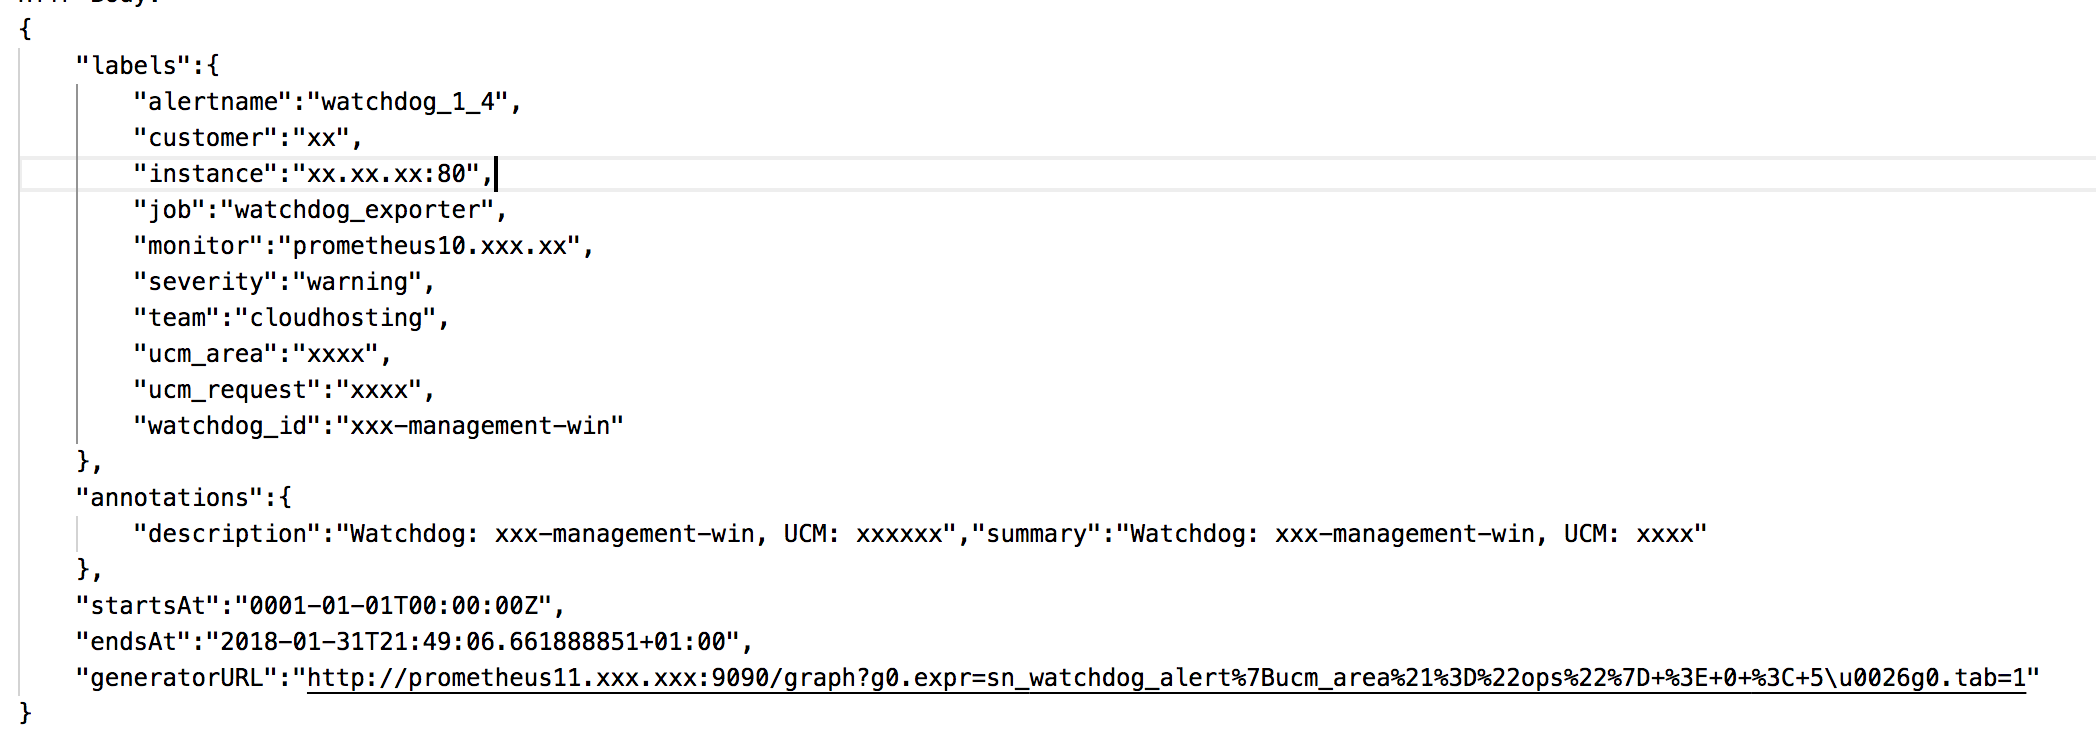 {
"labels":{
"alertname":"watchdog_1_4",
"customer":"xx",
"instance":"xx.xx.xx:80",
"job":"watchdog_exporter",
"monitor":"prometheus10.xxx.xx",
"severity":"warning",
"team":"cloudhosting",
"ucm_area":"xxxx",
"ucm_request":"xxxx",
"watchdog_id":"xxx-management-win"
},
"annotations":{
"description":"Watchdog: xxx-management-win, UCM: xxxxxx","summary":"Watchdog: xxx-management-win, UCM: xxxx"
},
"startsAt":"0001-01-01T00:00:00Z",
"endsAt":"2018-01-31T21:49:06.661888851+01:00",
"generatorURL":"http://prometheus11.xxx.xxx:9090/graph?g0.expr=sn_watchdog_alert%7Bucm_area%21%3D%22ops%22%7D+%3E+0+%3C+5\u0026g0.tab=1"
}